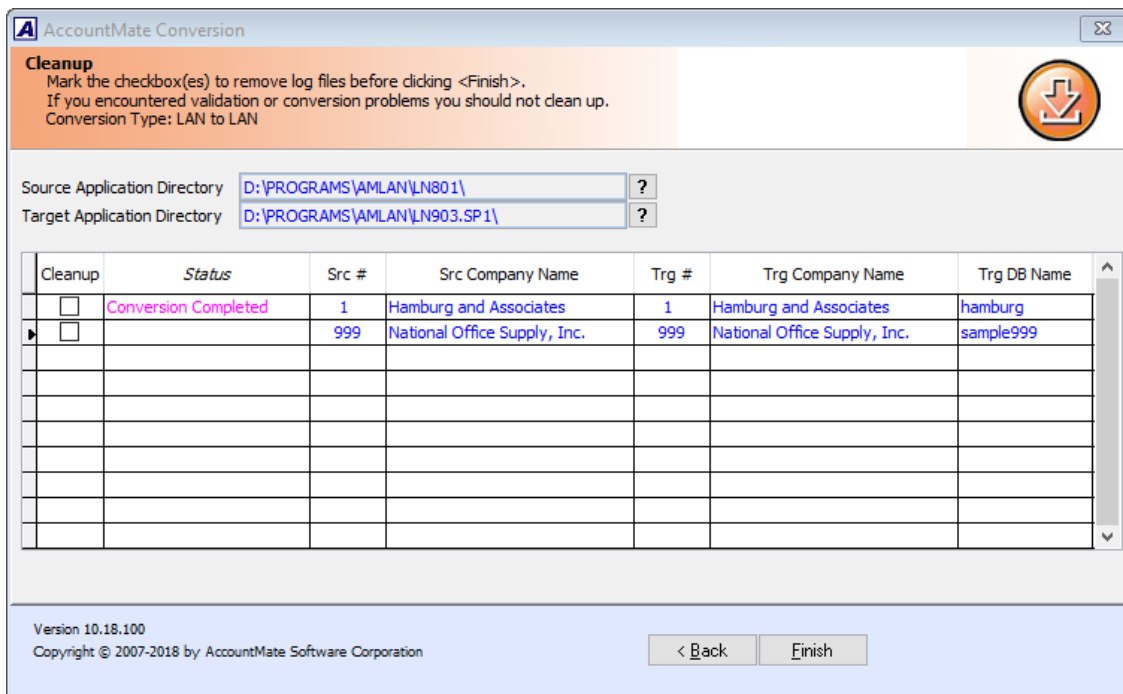 A AccountMate Conversion
Cleanup
Mark the checkbox(es) to remove log files before clicking <Finish>.
If you encountered validation or conversion problems you should not clean up.
Conversion Type: LAN to LAN
Source Application Directory D:\PROGRAMS\AMLAN\LN801\ ?
Target Application Directory D:\PROGRAMS\AMLAN\LN903.SP1\ ?
Cleanup Status Src # Src Company Name Trg # Trg Company Name Trg DB Name
Conversion Completed 1 Hamburg and Associates 1 Hamburg and Associates hamburg
999 National Office Supply, Inc. 999 National Office Supply, Inc. sample999
Version 10.18.100
Copyright © 2007-2018 by AccountMate Software Corporation
< Back Finish